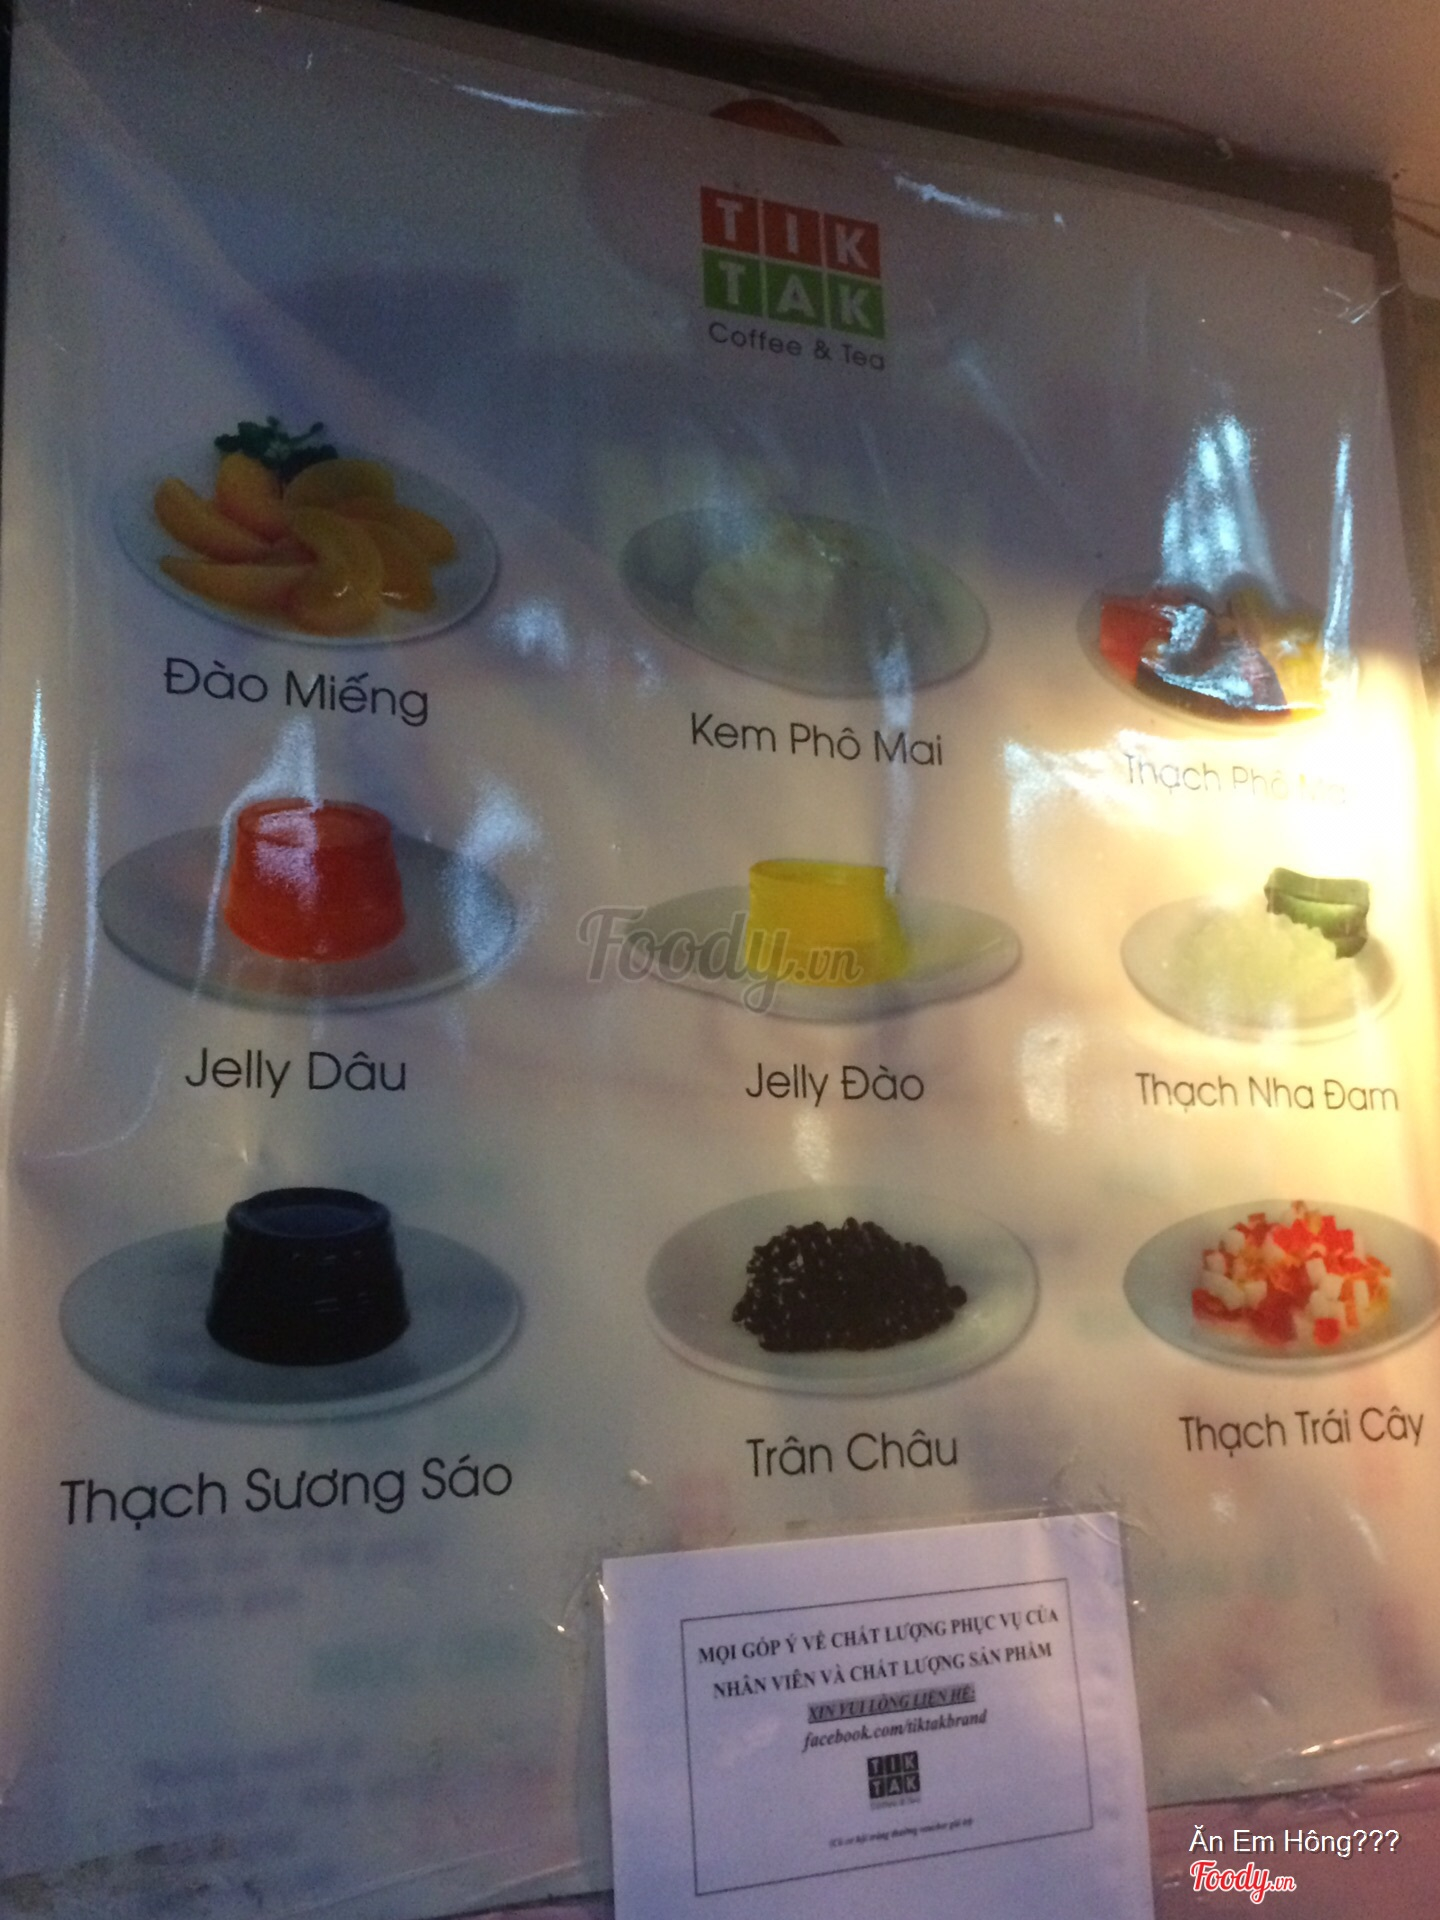 TIK
TAK
Coffee & Tea
Đào Miếng
Kem Phô Mai
Thạch Phô
Jelly Dâu
Jelly Đào
Thạch Nha Đam
Foody.vn
Thạch Sương Sáo
Trân Châu
Thạch Trái Cây
MỌI GÓP Ý VỀ CHẤT LƯỢNG PHỤC VỤ CỦA
NHÂN VIÊN VÀ CHẤT LƯỢNG SẢN PHẨM
XIN VUI LÒNG LIÊN HỆ:
facebook.com/tiktakbrand
TIK
TAK
Coffee & Tea
Ăn Em Hông???
Foody.vn